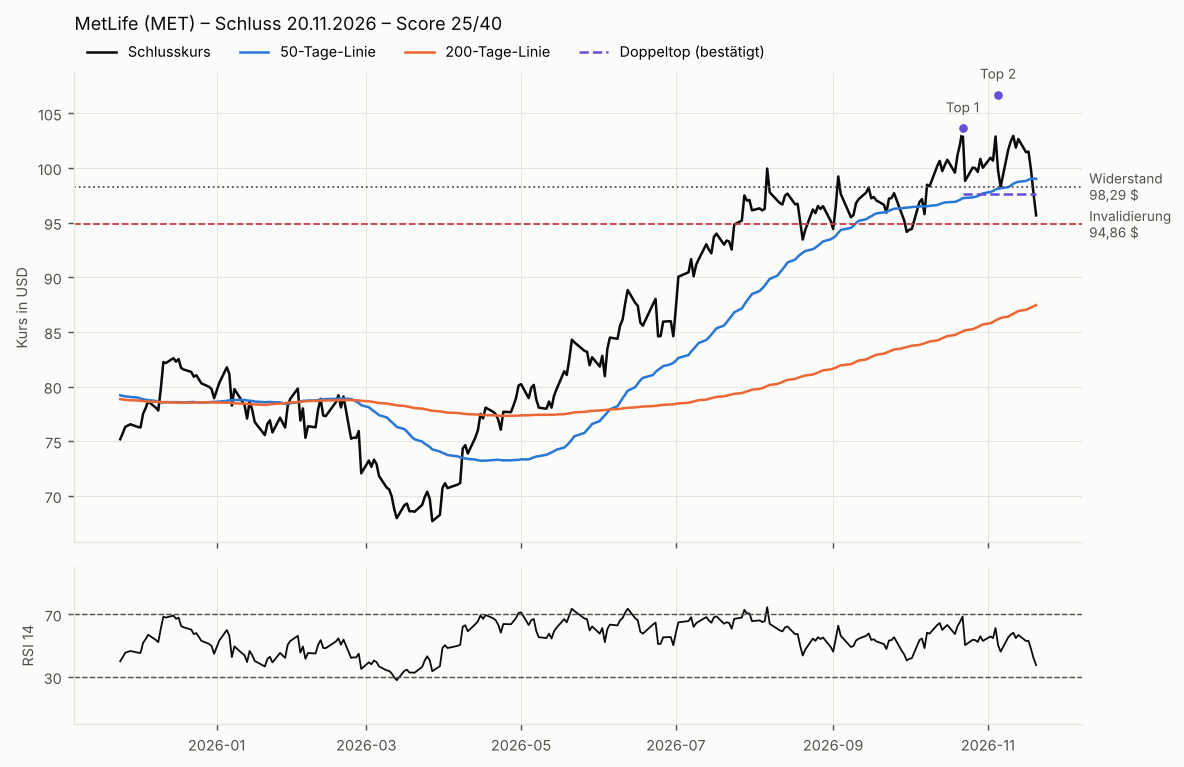 MetLife (MET) – Schluss 20.11.2026 – Score 25/40
Schlusskurs
50-Tage-Linie
200-Tage-Linie
Doppeltop (bestätigt)
Top 2
Top 1
105
100
95
90
85
80
75
70
Kurs in USD
Widerstand
98,29 $
Invalidierung
94,86 $
70
30
RSI 14
2026-01
2026-03
2026-05
2026-07
2026-09
2026-11